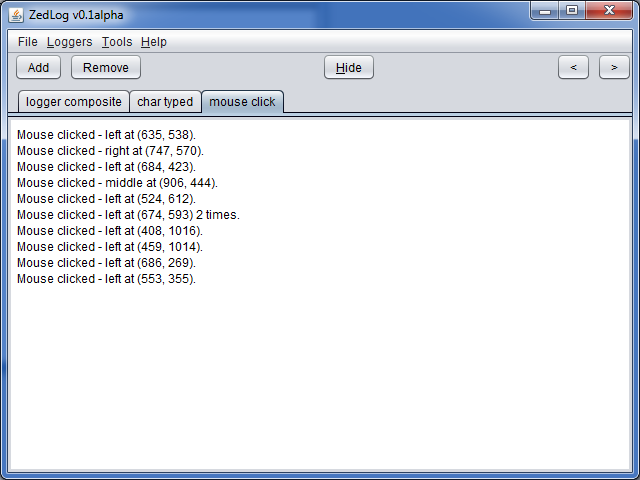 ZedLog v0.1alpha
File Loggers Tools Help
Add Remove Hide < >
logger composite char typed mouse click
Mouse clicked - left at (635, 538).
Mouse clicked - right at (747, 570).
Mouse clicked - left at (684, 423).
Mouse clicked - middle at (906, 444).
Mouse clicked - left at (524, 612).
Mouse clicked - left at (674, 593) 2 times.
Mouse clicked - left at (408, 1016).
Mouse clicked - left at (459, 1014).
Mouse clicked - left at (686, 269).
Mouse clicked - left at (553, 355).